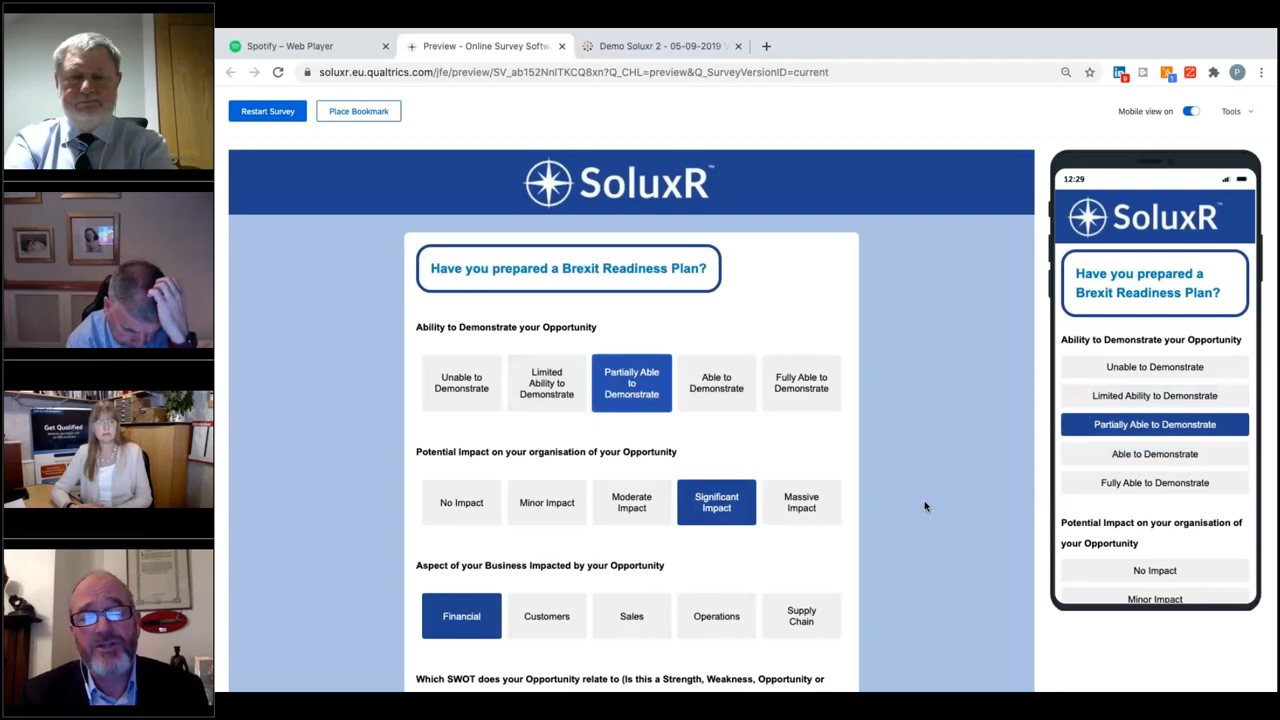 Spotify – Web Player
Preview - Online Survey Softw
Demo Soluxr 2 - 05-09-2019
soluxr.eu.qualtrics.com/jfe/preview/SV_ab152NnITKCQ8xn?Q_CHL=preview&Q_SurveyVersionID=current
9
1
P
Restart Survey
Place Bookmark
Mobile view on
Tools
SoluxR™
Have you prepared a Brexit Readiness Plan?
Ability to Demonstrate your Opportunity
Unable to
Demonstrate
Limited
Ability to
Demonstrate
Partially Able
to
Demonstrate
Able to
Demonstrate
Fully Able to
Demonstrate
Potential Impact on your organisation of your Opportunity
No Impact
Minor Impact
Moderate
Impact
Significant
Impact
Massive
Impact
Aspect of your Business Impacted by your Opportunity
Financial
Customers
Sales
Operations
Supply
Chain
Which SWOT does your Opportunity relate to (Is this a Strength, Weakness, Opportunity or
12:29
SoluxR™
Have you prepared a
Brexit Readiness Plan?
Ability to Demonstrate your Opportunity
Unable to Demonstrate
Limited Ability to Demonstrate
Partially Able to Demonstrate
Able to Demonstrate
Fully Able to Demonstrate
Potential Impact on your organisation of
your Opportunity
No Impact
Minor Impact
Get Qualified